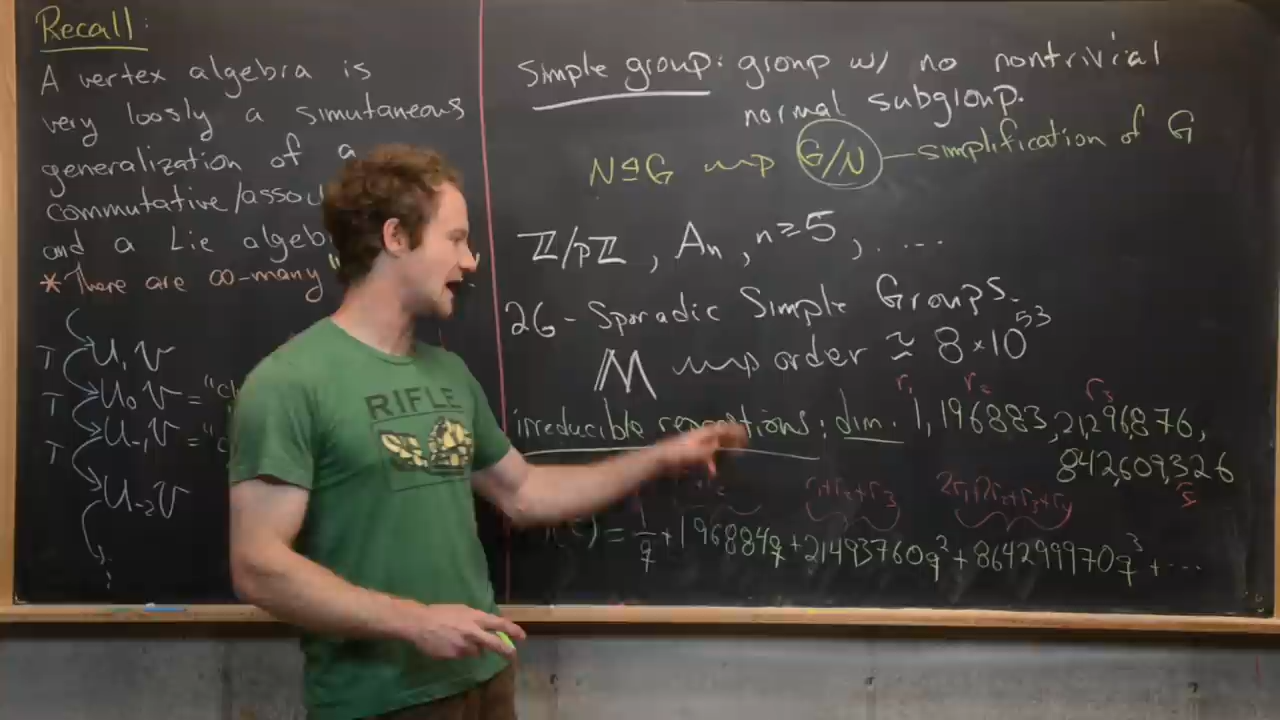 Recall:
A vertex algebra is
very loosly a simutaneous
generalization of a
commutative/assoc
and a Lie algeb
*There are ∞-many "
T U₁V
T U₀V = "c
T U₋₁V = "c
U₋₂V
Simple group: group w/ no nontrivial
normal subgroup.
N⊴G ⇝ G/N — simplification of G
ℤ/pℤ, Aₙ, n≥5, ....
26 - Sporadic Simple Groups.
𝕄 ⇝ order ≈ 8×10⁵³
r₁ r₂ r₃
irreducible reps: dim. 1, 196883, 21296876,
842609326
r₁+r₂+r₃ 2r₁+2r₂+r₃+r₄
) = 1/q + 196884q + 21493760q² + 864299970q³ + ...
RIFLE